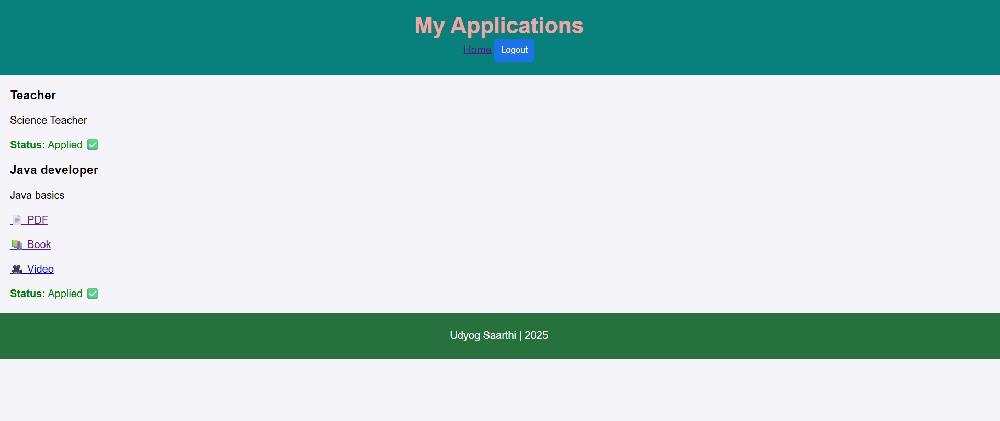 My Applications
Home Logout
Teacher
Science Teacher
Status: Applied ✅
Java developer
Java basics
📄 PDF
📚 Book
🎥 Video
Status: Applied ✅
Udyog Saarthi | 2025